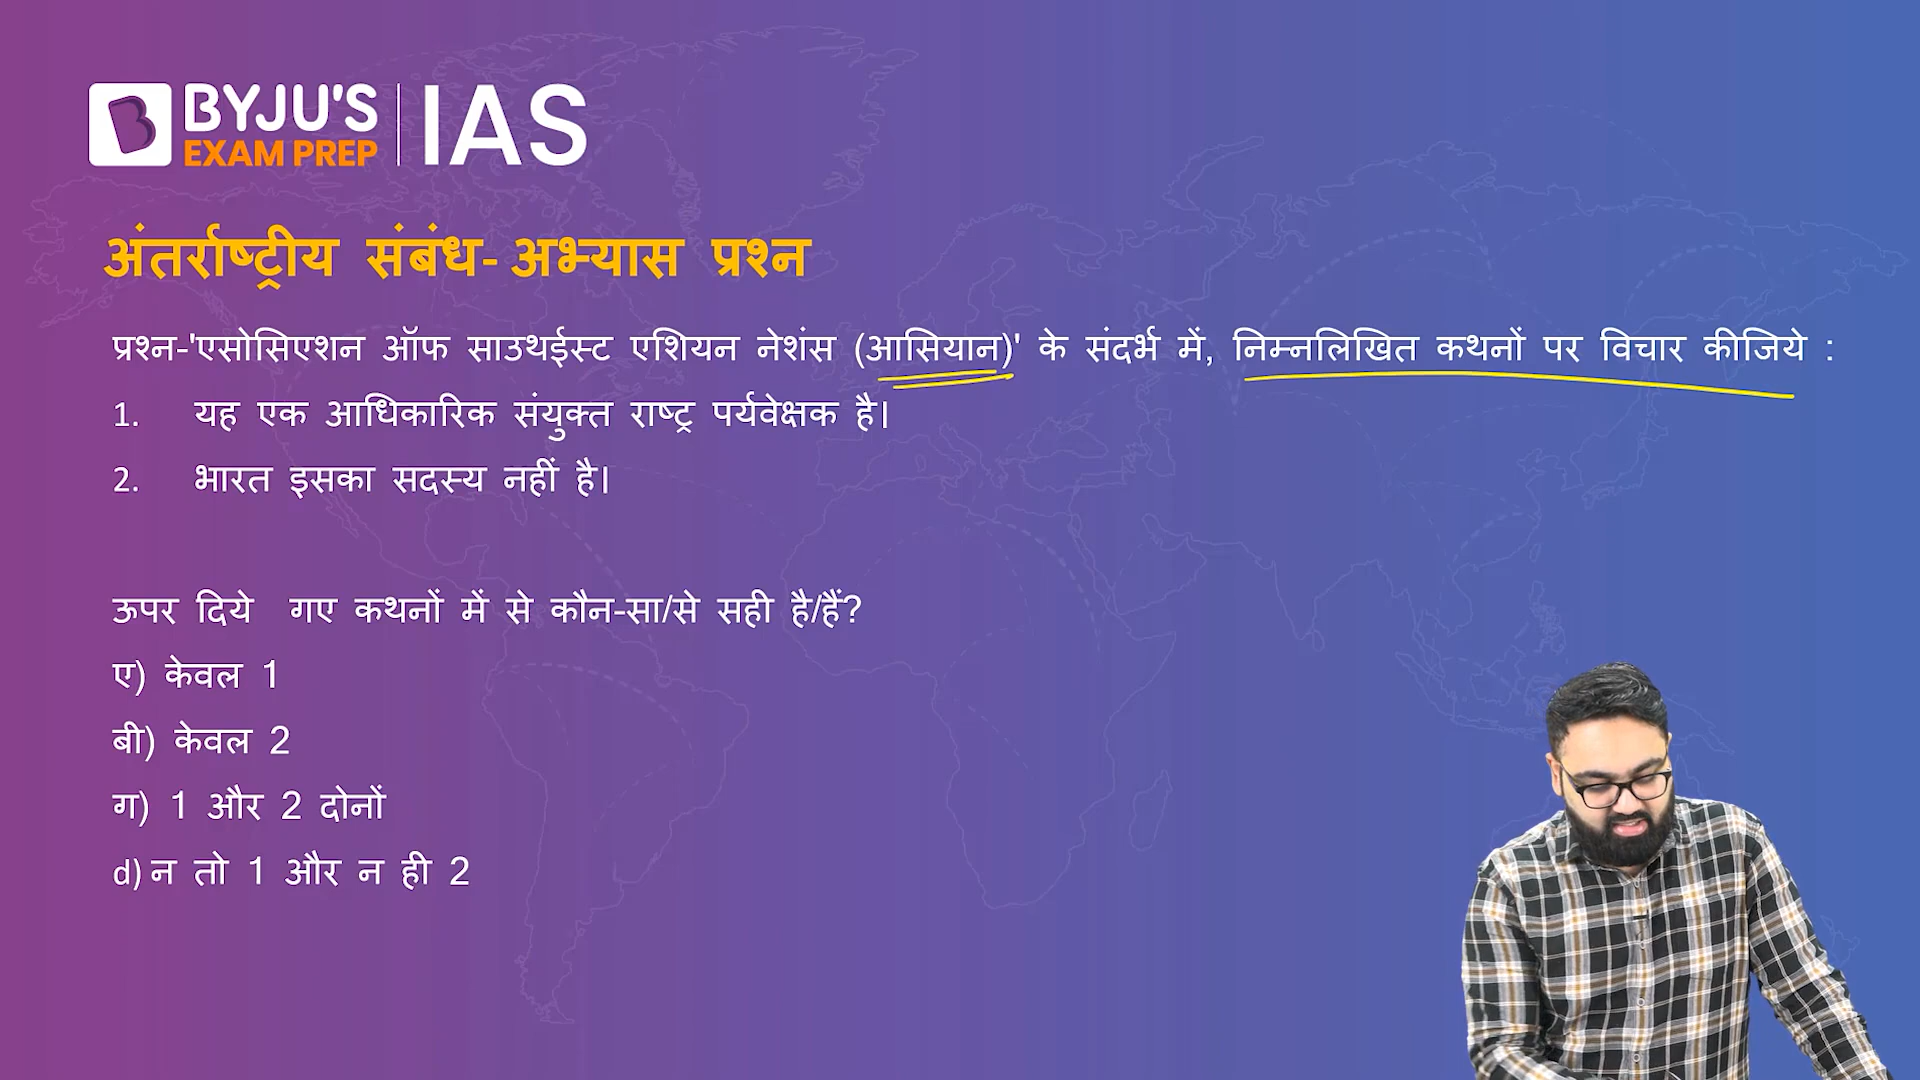 BYJU'S
EXAM PREP
IAS
अंतर्राष्ट्रीय संबंध- अभ्यास प्रश्न
प्रश्न-'एसोसिएशन ऑफ साउथईस्ट एशियन नेशंस (आसियान)' के संदर्भ में, निम्नलिखित कथनों पर विचार कीजिये :
1. यह एक आधिकारिक संयुक्त राष्ट्र पर्यवेक्षक है।
2. भारत इसका सदस्य नहीं है।
ऊपर दिये गए कथनों में से कौन-सा/से सही है/हैं?
ए) केवल 1
बी) केवल 2
ग) 1 और 2 दोनों
d) न तो 1 और न ही 2